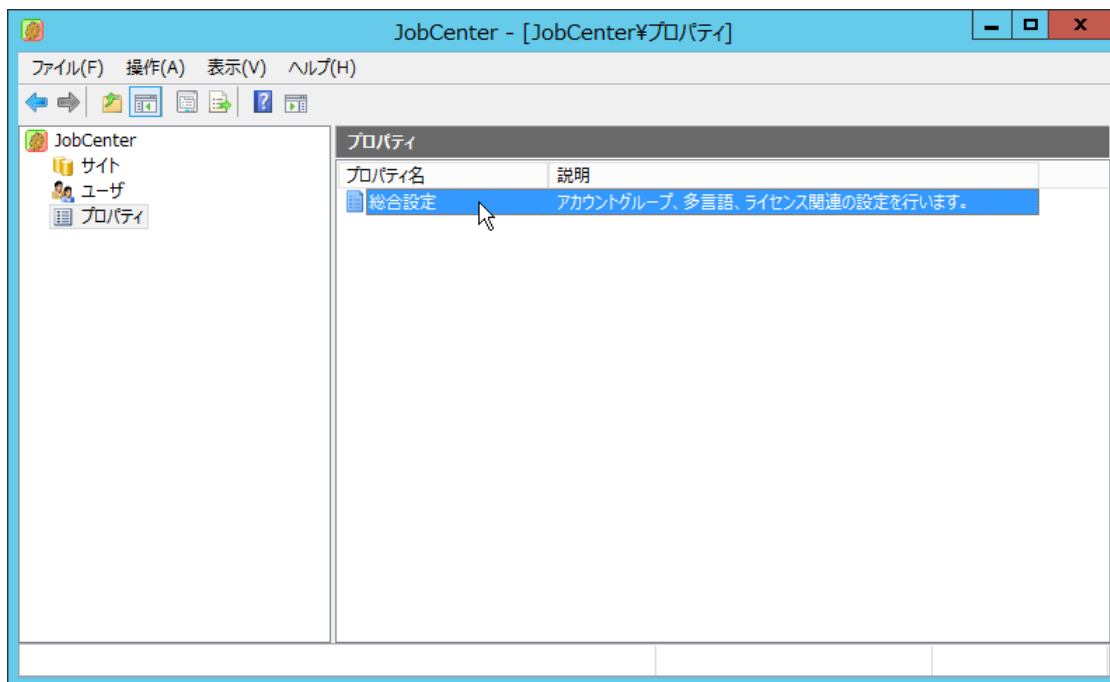 JobCenter - [JobCenter¥プロパティ]
ファイル(F) 操作(A) 表示(V) ヘルプ(H)
JobCenter
サイト
ユーザ
プロパティ
プロパティ
プロパティ名 説明
総合設定 アカウントグループ、多言語、ライセンス関連の設定を行います。